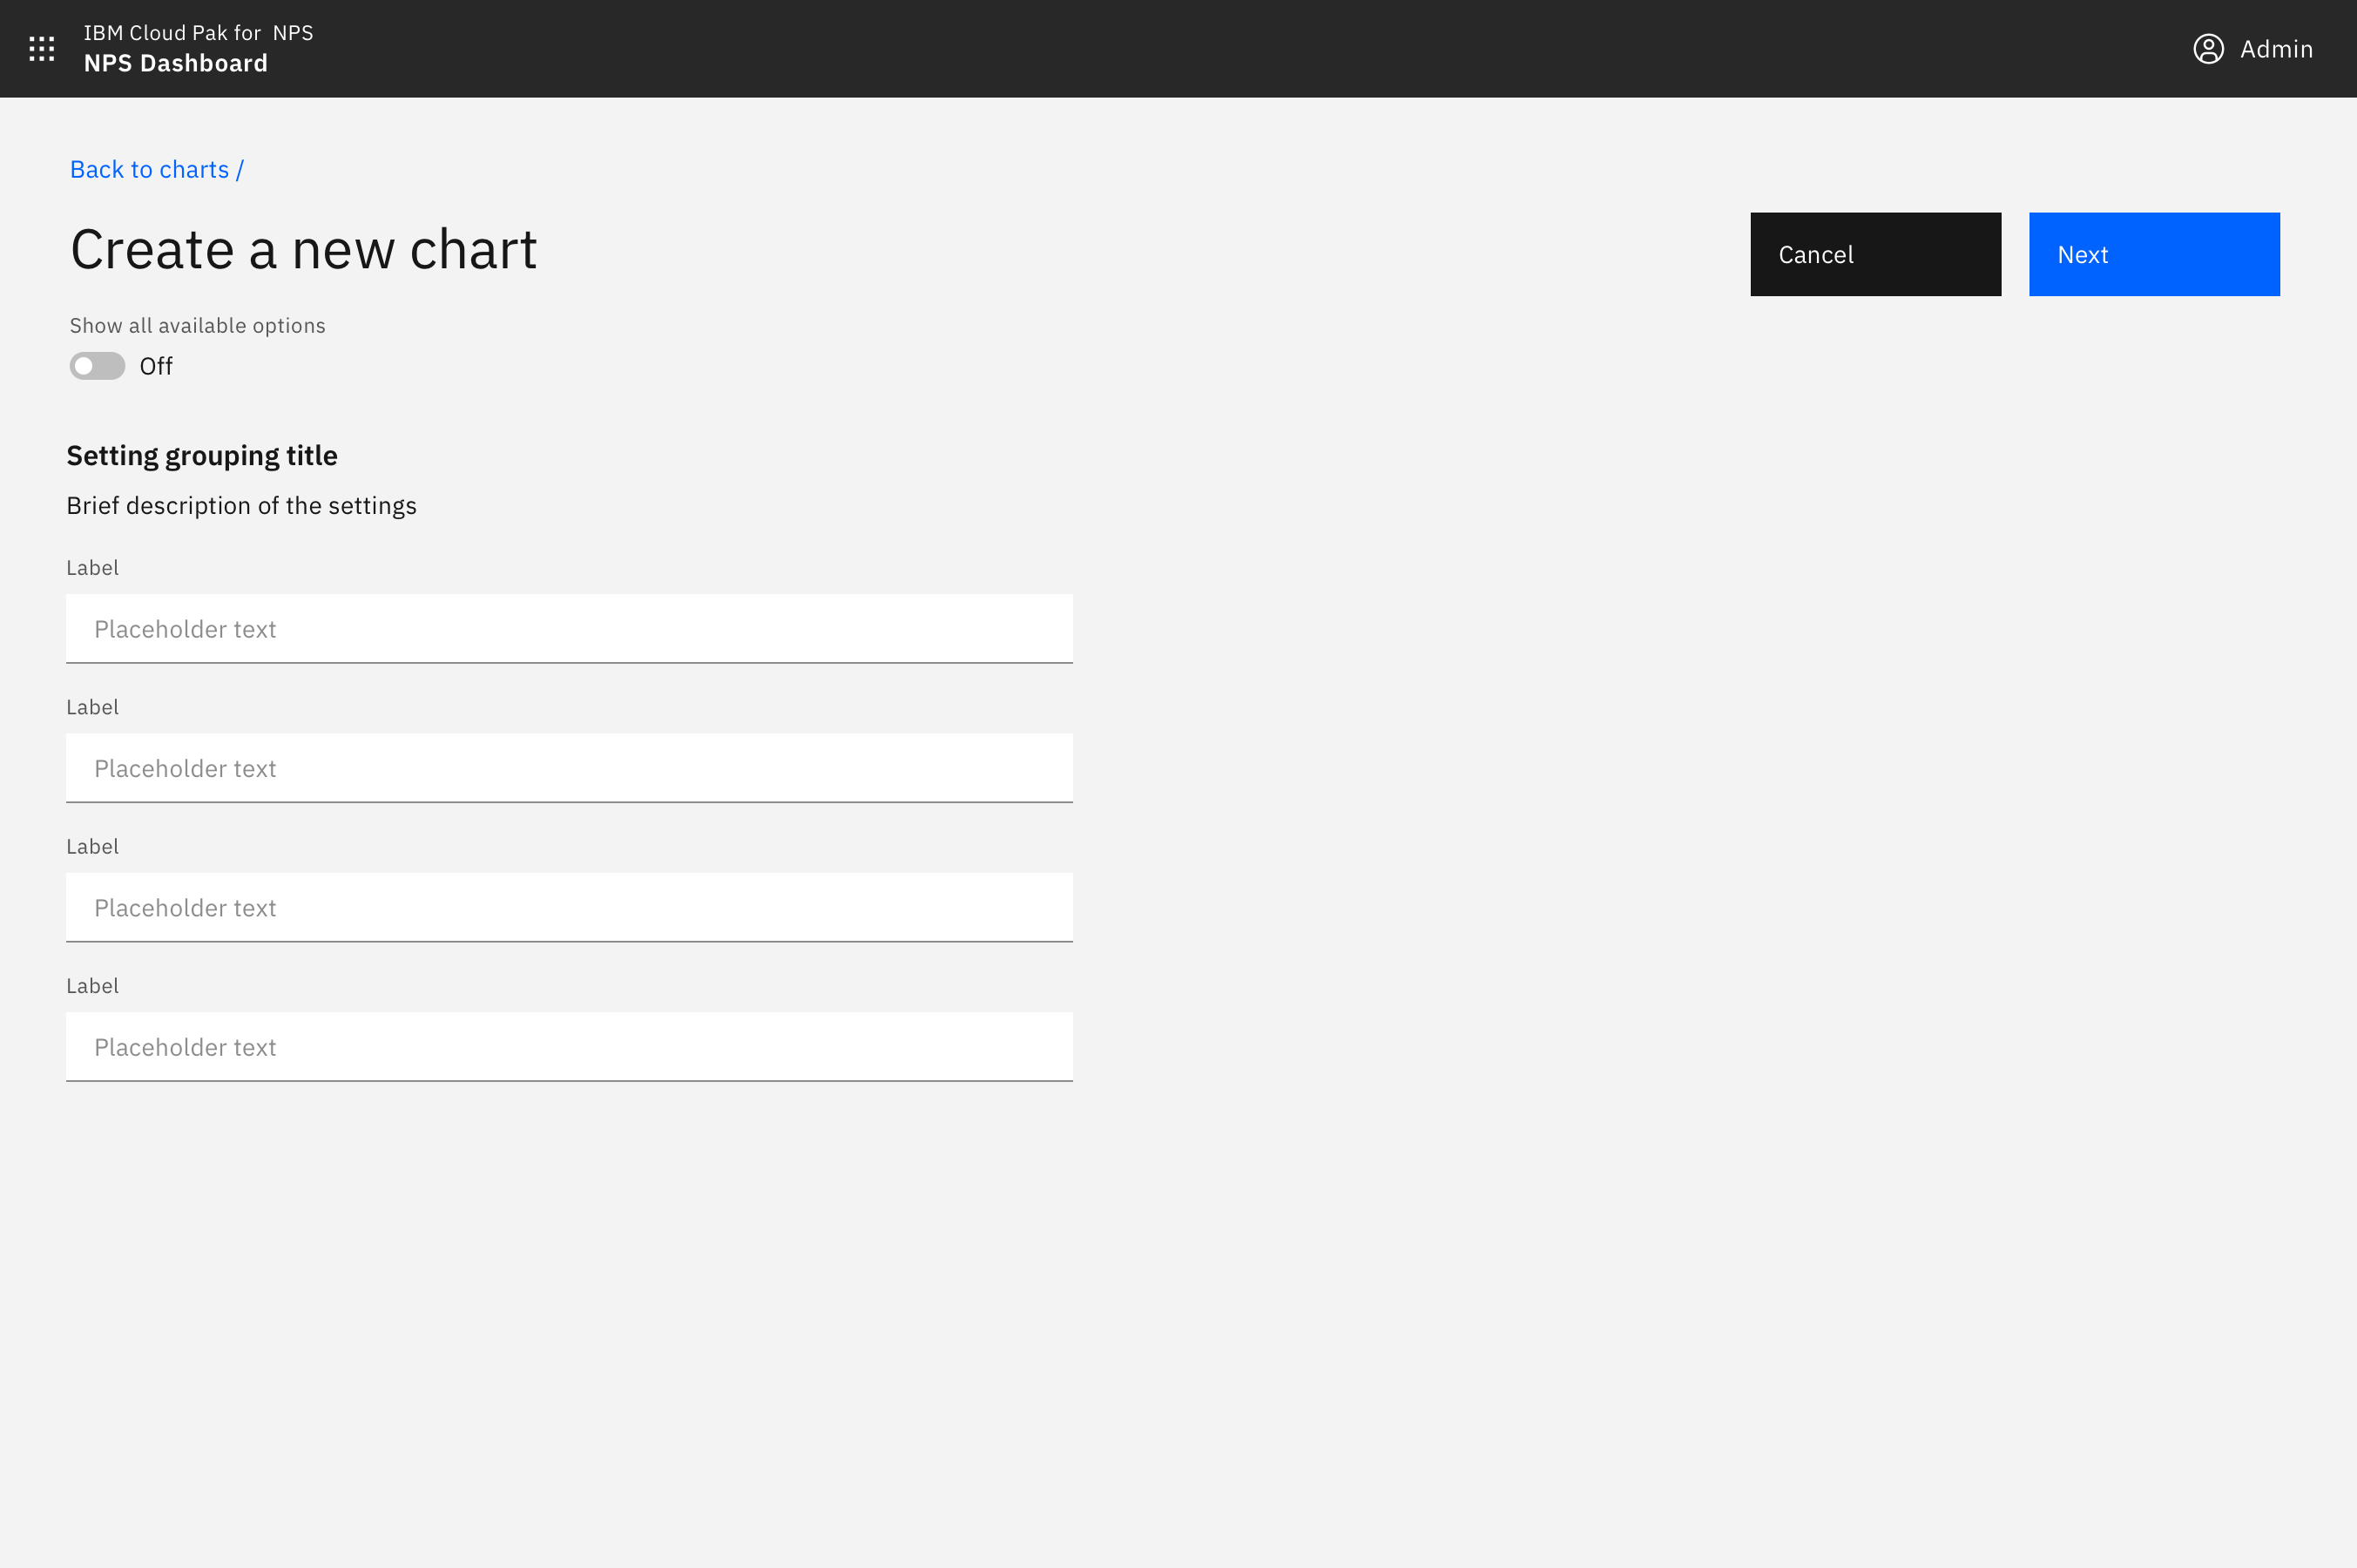 IBM Cloud Pak for  NPS
NPS Dashboard
Admin
Back to charts /
Create a new chart
Cancel
Next
Show all available options
Off
Setting grouping title
Brief description of the settings
Label
Placeholder text
Label
Placeholder text
Label
Placeholder text
Label
Placeholder text